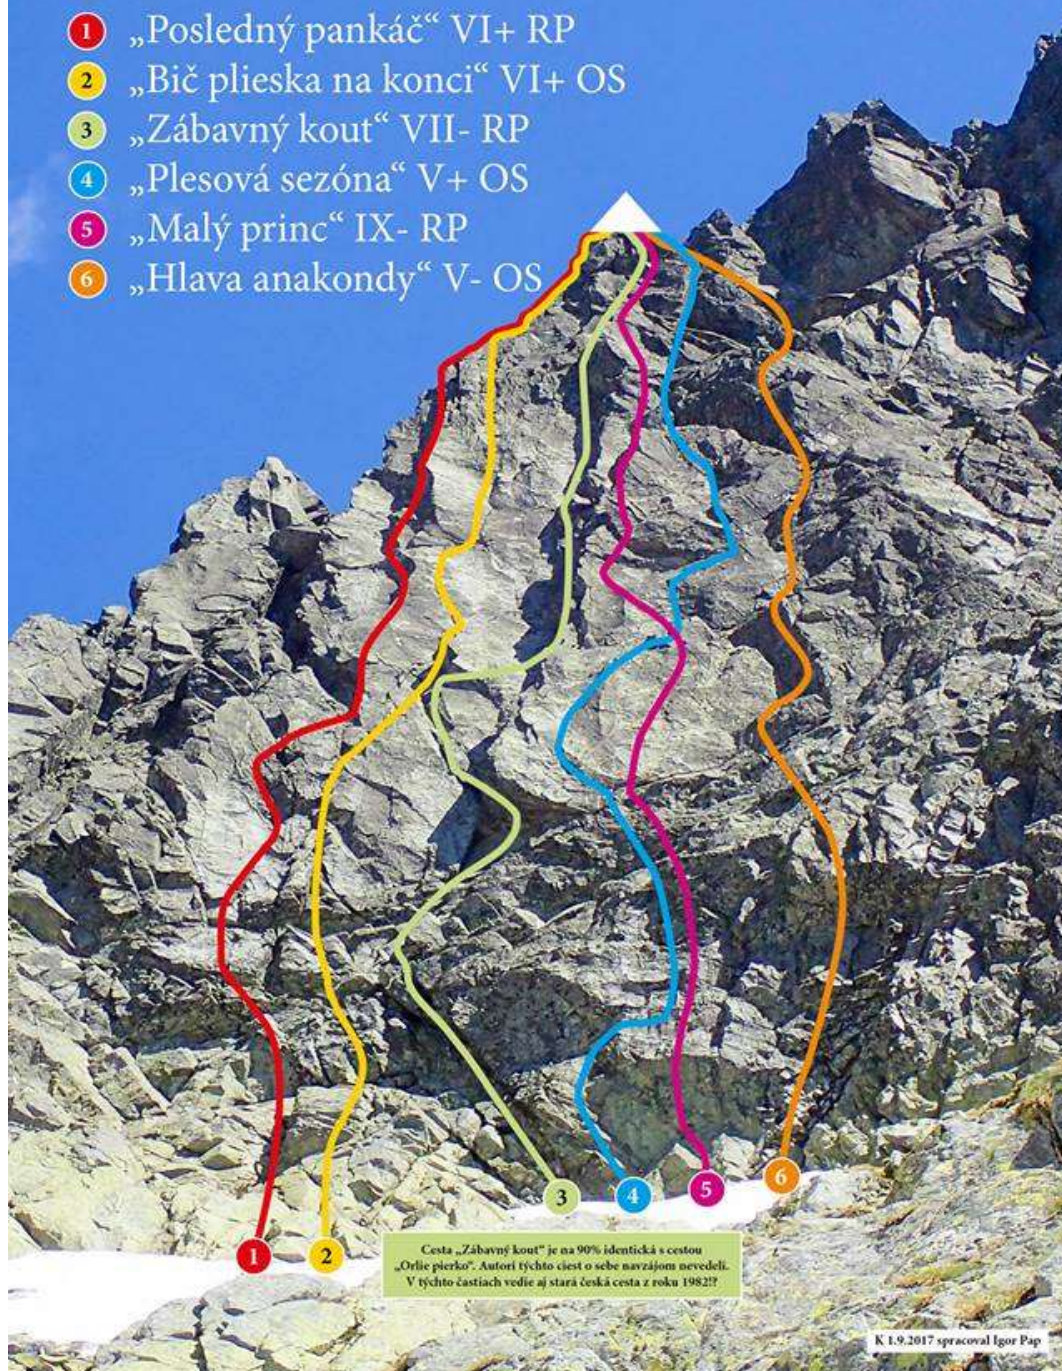 1 „Posledný pankáč“ VI+ RP
2 „Bič plieska na konci“ VI+ OS
3 „Zábavný kout“ VII- RP
4 „Plesová sezóna“ V+ OS
5 „Malý princ“ IX- RP
6 „Hlava anakondy“ V- OS
6
5
4
3
2
1
Cesta „Zábavný kout“ je na 90% identická s cestou
„Orlie pierko“. Autori týchto ciest o sebe navzájom nevedeli.
V týchto častiach vedie aj stará česká cesta z roku 1982!?
K 1.9.2017 spracoval Igor Pap